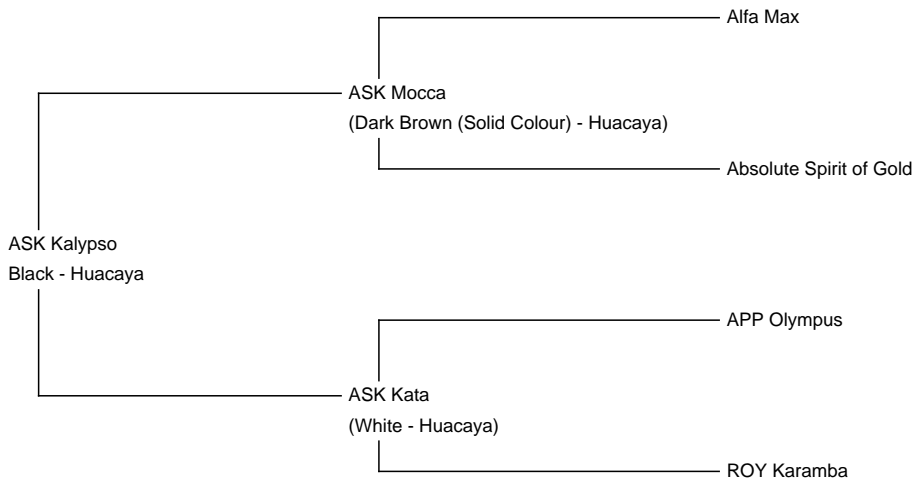 Alfa Max
ASK Mocca
(Dark Brown (Solid Colour) - Huacaya)
Absolute Spirit of Gold
ASK Kalypso
Black - Huacaya
APP Olympus
ASK Kata
(White - Huacaya)
ROY Karamba